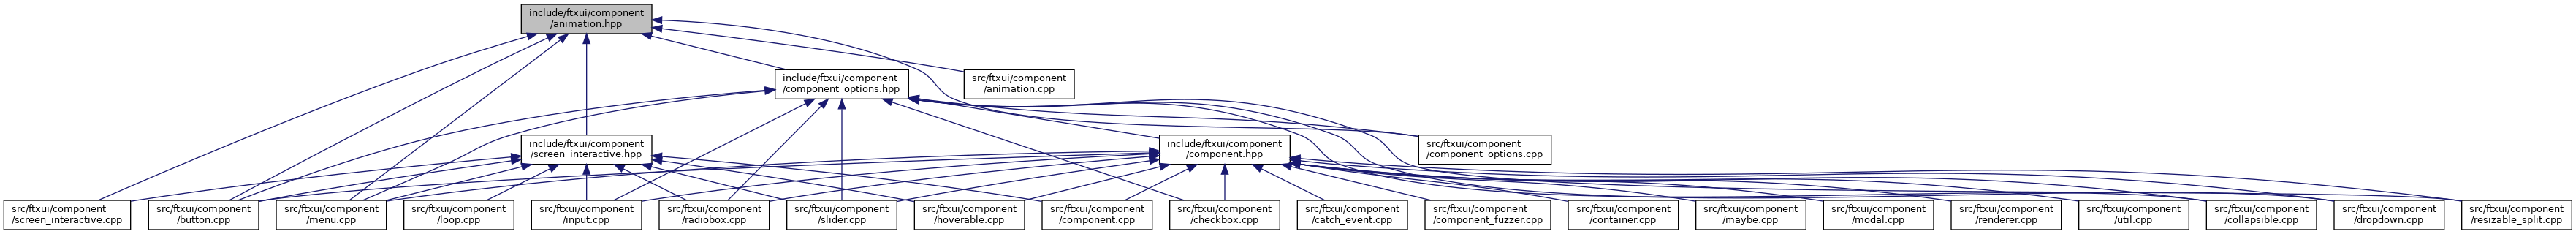 include/ftxui/component
/animation.hpp
include/ftxui/component
/component_options.hpp
src/ftxui/component
/animation.cpp
include/ftxui/component
/screen_interactive.hpp
include/ftxui/component
/component.hpp
src/ftxui/component
/component_options.cpp
src/ftxui/component
/screen_interactive.cpp
src/ftxui/component
/button.cpp
src/ftxui/component
/menu.cpp
src/ftxui/component
/loop.cpp
src/ftxui/component
/input.cpp
src/ftxui/component
/radiobox.cpp
src/ftxui/component
/slider.cpp
src/ftxui/component
/hoverable.cpp
src/ftxui/component
/component.cpp
src/ftxui/component
/checkbox.cpp
src/ftxui/component
/catch_event.cpp
src/ftxui/component
/component_fuzzer.cpp
src/ftxui/component
/container.cpp
src/ftxui/component
/maybe.cpp
src/ftxui/component
/modal.cpp
src/ftxui/component
/renderer.cpp
src/ftxui/component
/util.cpp
src/ftxui/component
/collapsible.cpp
src/ftxui/component
/dropdown.cpp
src/ftxui/component
/resizable_split.cpp